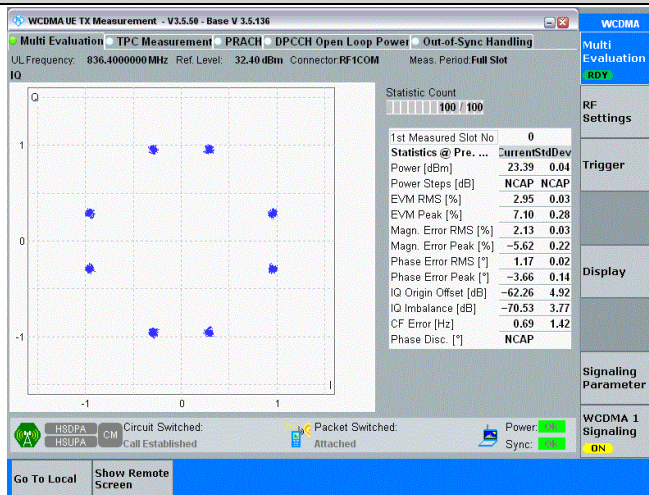 WCDMA UE TX Measurement - V3.5.50 - Base V 3.5.136
WCDMA
Multi Evaluation TPC Measurement PRACH DPCCH Open Loop Power Out-of-Sync Handling
Multi
Evaluation
RDY
UL Frequency: 836.4000000 MHz Ref. Level: 32.40 dBm Connector: RF1COM Meas. Period: Full Slot
IQ
Q
1
0
-1
-1 0 1
I
Statistic Count
100 / 100
1st Measured Slot No 0
Statistics @ Pre. ... Current StdDev
Power [dBm] 23.39 0.04
Power Steps [dB] NCAP NCAP
EVM RMS [%] 2.95 0.03
EVM Peak [%] 7.10 0.28
Magn. Error RMS [%] 2.13 0.03
Magn. Error Peak [%] −5.62 0.22
Phase Error RMS [°] 1.17 0.02
Phase Error Peak [°] −3.66 0.14
IQ Origin Offset [dB] −62.26 4.92
IQ Imbalance [dB] −70.53 3.77
CF Error [Hz] 0.69 1.42
Phase Disc. [°] NCAP
RF
Settings
Trigger
Display
Signaling
Parameter
WCDMA 1
Signaling
ON
HSDPA
HSUPA
CM
Circuit Switched:
Call Established
Packet Switched:
Attached
Power: OK
Sync: OK
Go To Local
Show Remote
Screen